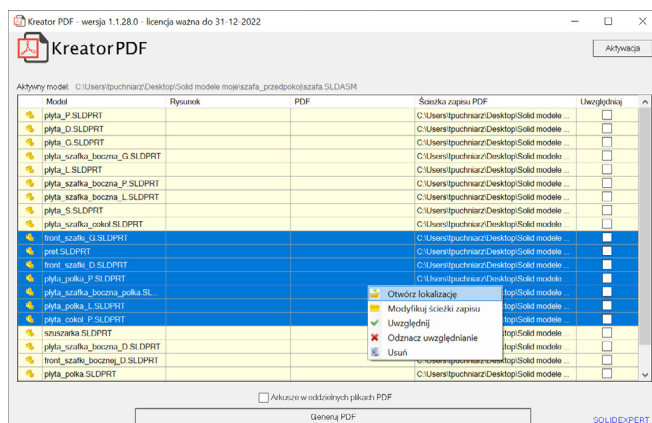 Kreator PDF - wersja 1.1.28.0 - licencja ważna do 31-12-2022
KreatorPDF
Aktywacja
Aktywny model: C:\Users\tpuchniarz\Desktop\Solid modele moje\szafa_przedpokoj\szafa.SLDASM
Model Rysunek PDF Ścieżka zapisu PDF Uwzględniaj
plyta_P.SLDPRT C:\Users\tpuchniarz\Desktop\Solid modele ...
plyta_D.SLDPRT C:\Users\tpuchniarz\Desktop\Solid modele ...
plyta_G.SLDPRT C:\Users\tpuchniarz\Desktop\Solid modele ...
plyta_szafka_boczna_G.SLDPRT C:\Users\tpuchniarz\Desktop\Solid modele ...
plyta_L.SLDPRT C:\Users\tpuchniarz\Desktop\Solid modele ...
plyta_szafka_boczna_P.SLDPRT C:\Users\tpuchniarz\Desktop\Solid modele ...
plyta_szafka_boczna_L.SLDPRT C:\Users\tpuchniarz\Desktop\Solid modele ...
plyta_S.SLDPRT C:\Users\tpuchniarz\Desktop\Solid modele ...
plyta_szafka_cokol.SLDPRT C:\Users\tpuchniarz\Desktop\Solid modele ...
front_szafki_G.SLDPRT C:\Users\tpuchniarz\Desktop\Solid modele ...
pret.SLDPRT C:\Users\tpuchniarz\Desktop\Solid modele ...
front_szafki_D.SLDPRT C:\Users\tpuchniarz\Desktop\Solid modele ...
plyta_polka_P.SLDPRT C:\Users\tpuchniarz\Desktop\Solid modele ...
plyta_szafka_boczna_polka.SL... top\Solid modele ...
Otwórz lokalizację
plyta_polka_L.SLDPRT top\Solid modele ...
Modyfikuj ścieżki zapisu
plyta_cokol_P.SLDPRT top\Solid modele ...
Uwzględnij
szuszarka.SLDPRT top\Solid modele ...
Odznacz uwzględnianie
plyta_szafka_boczna_D.SLDPRT top\Solid modele ...
Usuń
front_szafki_bocznej_D.SLDPRT C:\Users\tpuchniarz\Desktop\Solid modele ...
plyta_polka.SLDPRT C:\Users\tpuchniarz\Desktop\Solid modele ...
Arkusze w oddzielnych plikach PDF
Generuj PDF
SOLIDEXPERT